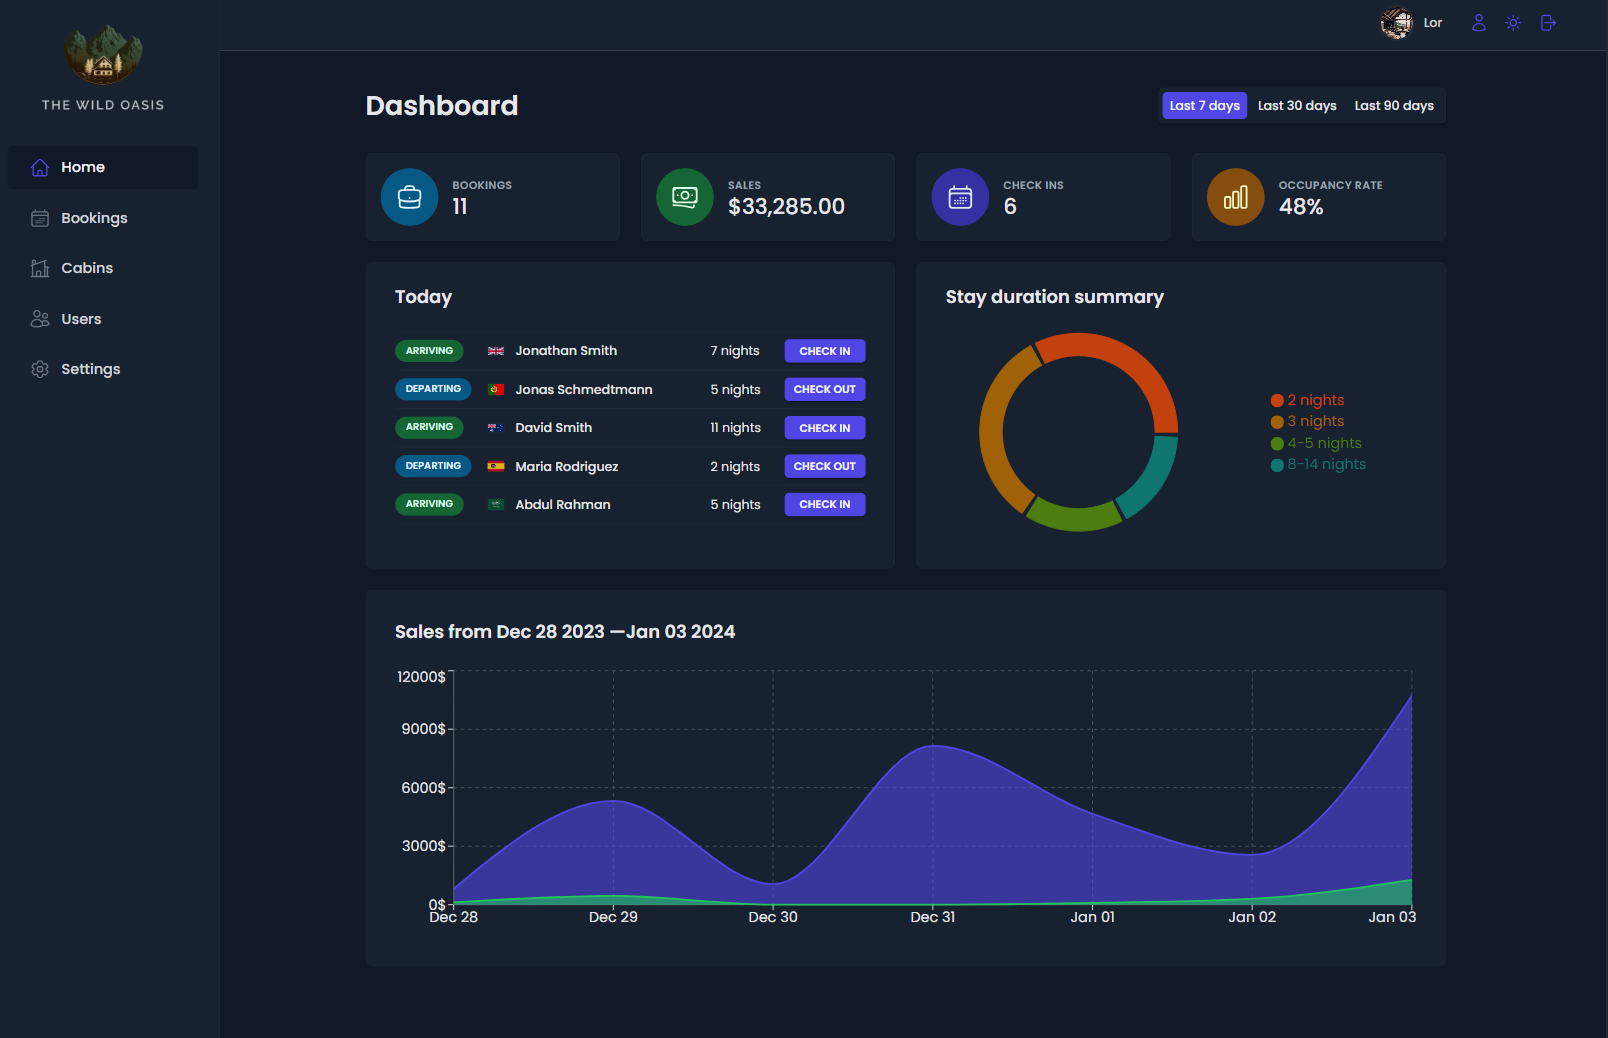 THE WILD OASIS
Home
Bookings
Cabins
Users
Settings
Lor
Dashboard
Last 7 days Last 30 days Last 90 days
BOOKINGS
11
SALES
$33,285.00
CHECK INS
6
OCCUPANCY RATE
48%
Today
ARRIVING Jonathan Smith 7 nights CHECK IN
DEPARTING Jonas Schmedtmann 5 nights CHECK OUT
ARRIVING David Smith 11 nights CHECK IN
DEPARTING Maria Rodriguez 2 nights CHECK OUT
ARRIVING Abdul Rahman 5 nights CHECK IN
Stay duration summary
2 nights
3 nights
4-5 nights
8-14 nights
Sales from Dec 28 2023 —Jan 03 2024
12000$
9000$
6000$
3000$
0$
Dec 28 Dec 29 Dec 30 Dec 31 Jan 01 Jan 02 Jan 03